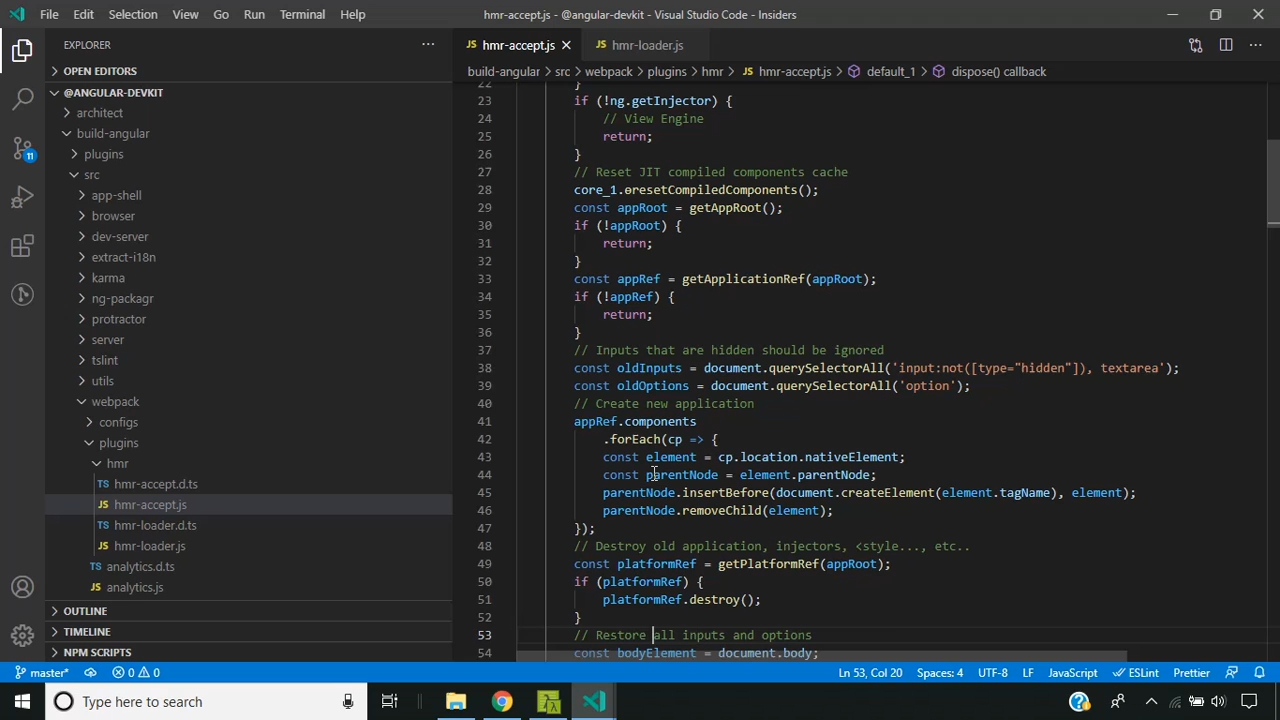 File Edit Selection View Go Run Terminal Help hmr-accept.js - @angular-devkit - Visual Studio Code - Insiders
EXPLORER
OPEN EDITORS
@ANGULAR-DEVKIT
architect
build-angular
plugins
src
app-shell
browser
dev-server
extract-i18n
karma
ng-packagr
protractor
server
tslint
utils
webpack
configs
plugins
hmr
hmr-accept.d.ts
hmr-accept.js
hmr-loader.d.ts
hmr-loader.js
analytics.d.ts
analytics.js
OUTLINE
TIMELINE
NPM SCRIPTS
11
JS hmr-accept.js JS hmr-loader.js
build-angular > src > webpack > plugins > hmr > JS hmr-accept.js > default_1 > dispose() callback
22 }
23 if (!ng.getInjector) {
24 // View Engine
25 return;
26 }
27 // Reset JIT compiled components cache
28 core_1.ɵresetCompiledComponents();
29 const appRoot = getAppRoot();
30 if (!appRoot) {
31 return;
32 }
33 const appRef = getApplicationRef(appRoot);
34 if (!appRef) {
35 return;
36 }
37 // Inputs that are hidden should be ignored
38 const oldInputs = document.querySelectorAll('input:not([type="hidden"]), textarea');
39 const oldOptions = document.querySelectorAll('option');
40 // Create new application
41 appRef.components
42 .forEach(cp => {
43 const element = cp.location.nativeElement;
44 const parentNode = element.parentNode;
45 parentNode.insertBefore(document.createElement(element.tagName), element);
46 parentNode.removeChild(element);
47 });
48 // Destroy old application, injectors, <style..., etc..
49 const platformRef = getPlatformRef(appRoot);
50 if (platformRef) {
51 platformRef.destroy();
52 }
53 // Restore all inputs and options
54 const bodyElement = document.body;
master* 0 0 Ln 53, Col 20 Spaces: 4 UTF-8 LF JavaScript ESLint Prettier
Type here to search